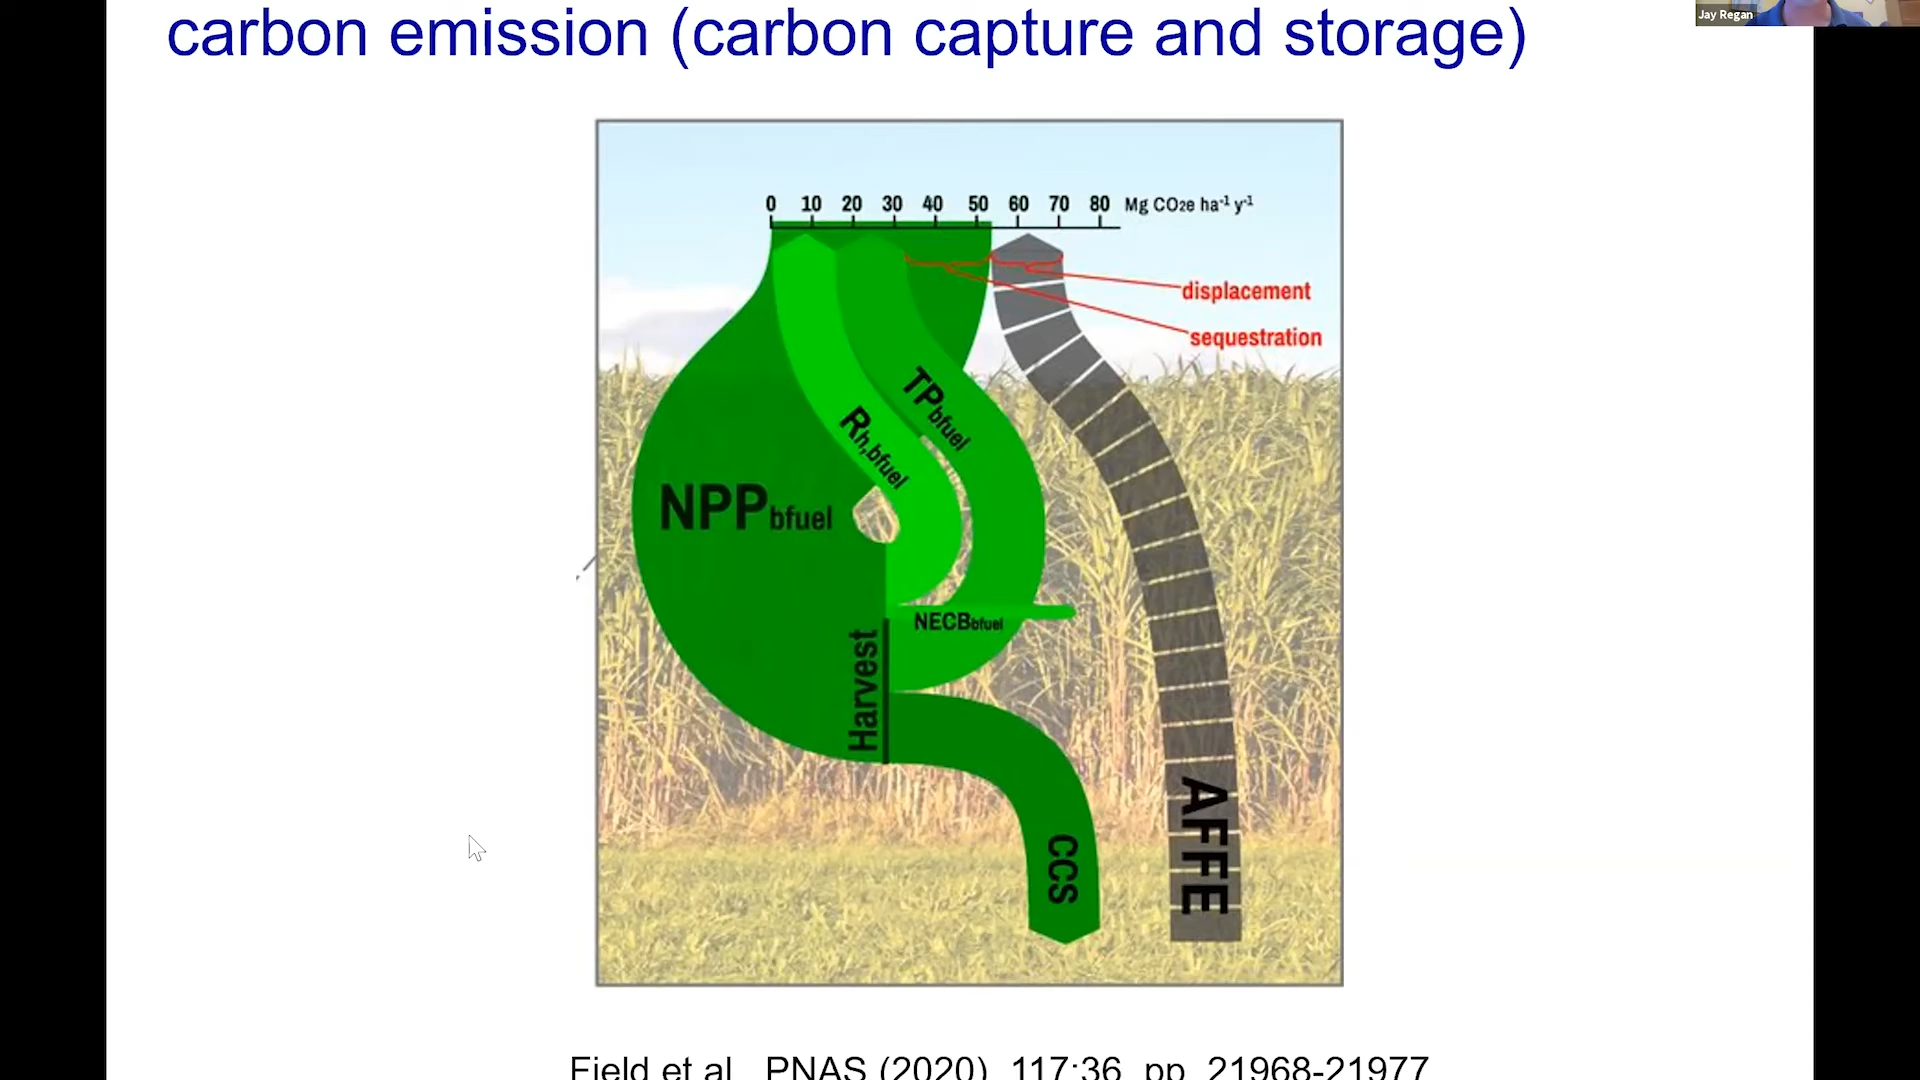 carbon emission (carbon capture and storage)
Jay Regan
0 10 20 30 40 50 60 70 80 Mg CO2e ha-1 y-1
displacement
sequestration
TPbfuel
Rh,bfuel
NPPbfuel
NECBbfuel
Harvest
CCS
AFFE
Field et al., PNAS (2020), 117:36, pp. 21968-21977